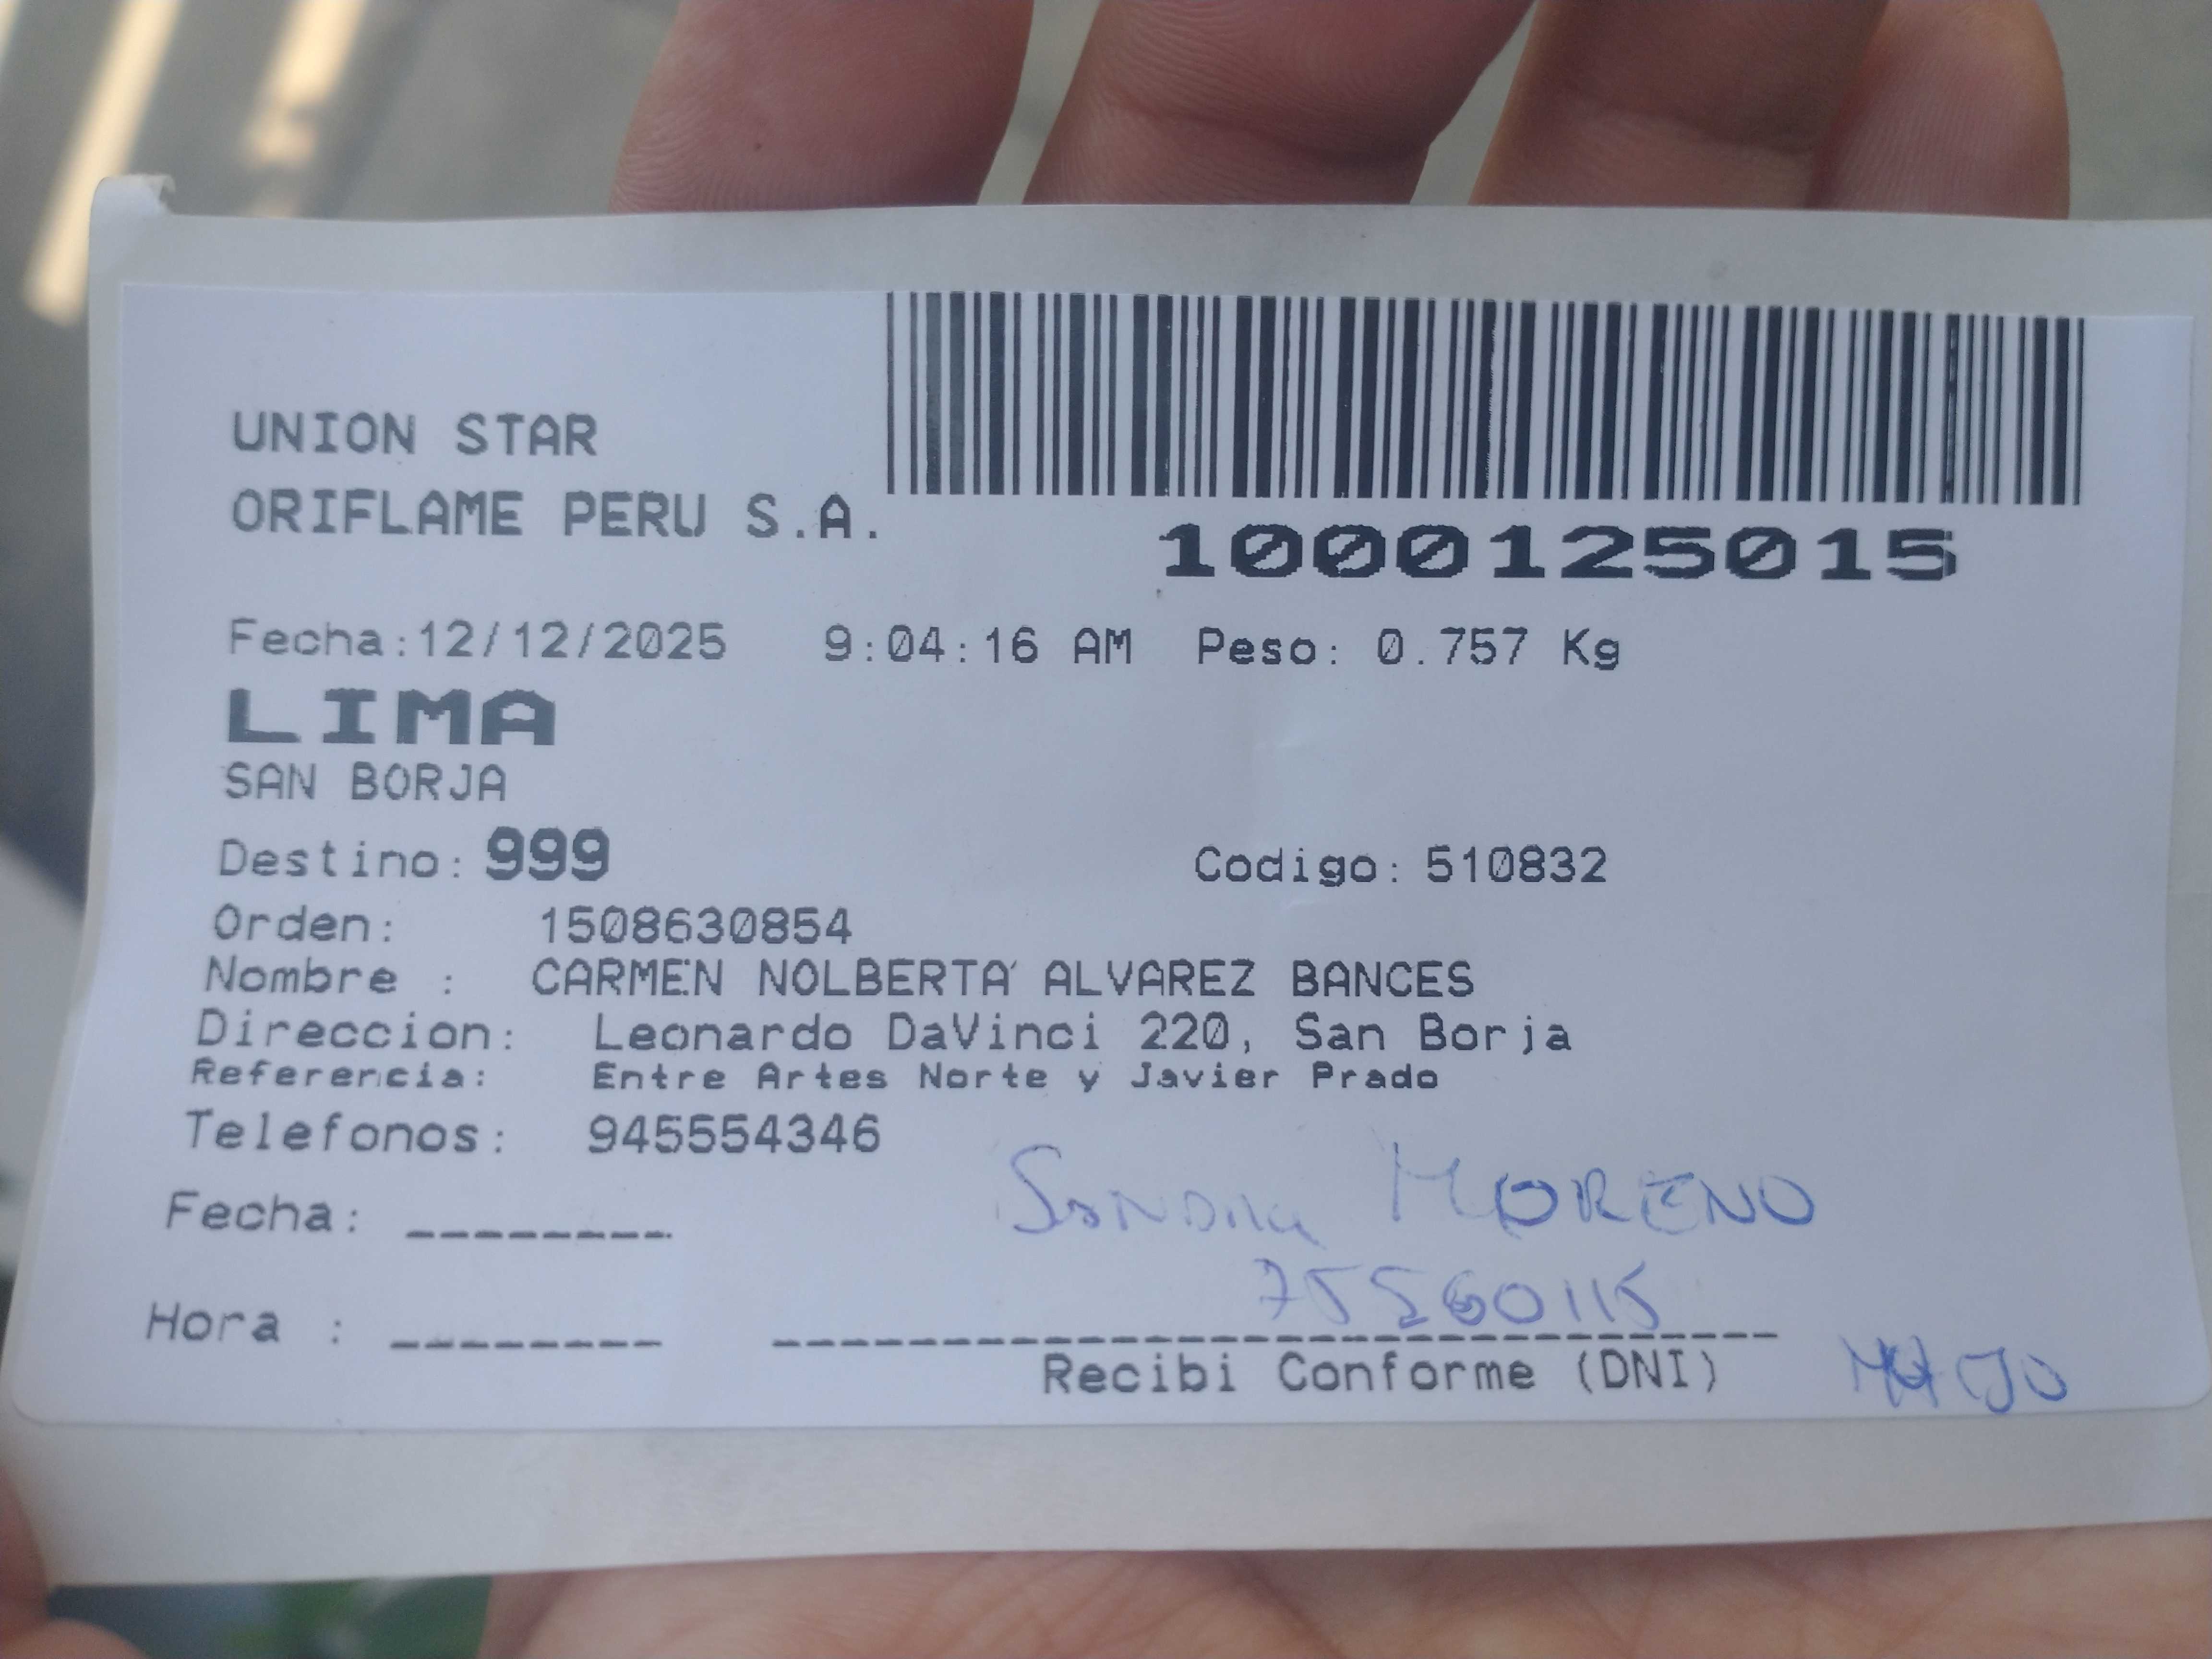 UNION STAR
ORIFLAME PERU S.A.
1000125015
Fecha:12/12/2025 9:04:16 AM Peso: 0.757 Kg
LIMA
SAN BORJA
Destino: 999 Codigo: 510832
Orden: 1508630854
Nombre : CARMEN NOLBERTA ALVAREZ BANCES
Direccion: Leonardo DaVinci 220, San Borja
Referencia: Entre Artes Norte y Javier Prado
Telefonos: 945554346
Sandra MORENO
Fecha: ________
75560115
Hora : ________
Recibi Conforme (DNI)